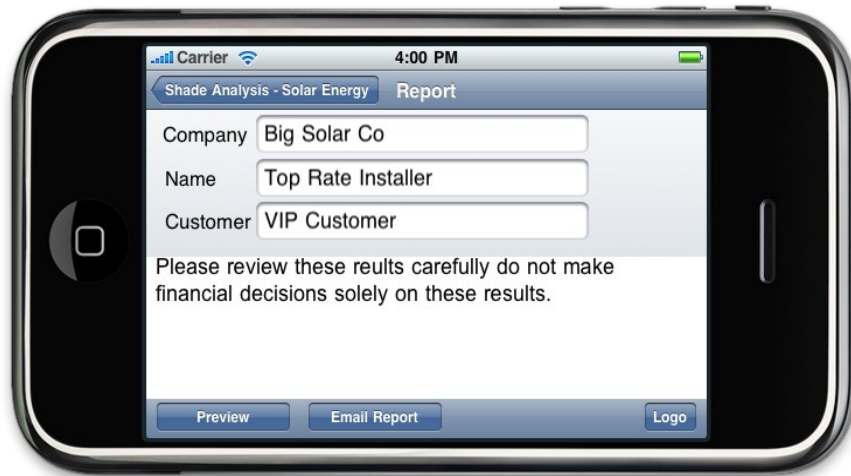 Carrier 4:00 PM
Shade Analysis - Solar Energy Report
Company Big Solar Co
Name Top Rate Installer
Customer VIP Customer
Please review these reults carefully do not make
financial decisions solely on these results.
Preview Email Report Logo